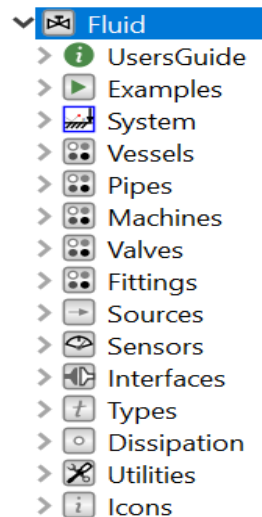 Fluid
UsersGuide
Examples
System
Vessels
Pipes
Machines
Valves
Fittings
Sources
Sensors
Interfaces
Types
Dissipation
Utilities
Icons